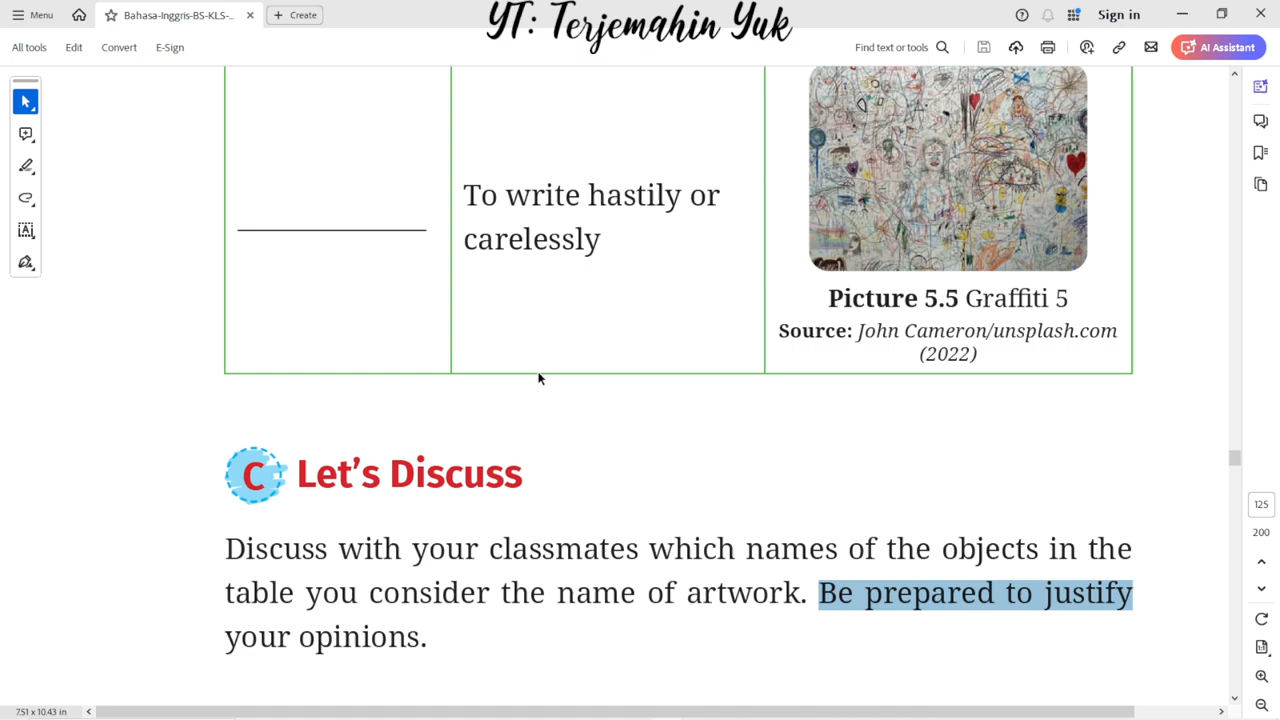 Menu
Bahasa-Inggris-BS-KLS-...
Create
YT: Terjemahin Yuk
Sign in
All tools
Edit
Convert
E-Sign
Find text or tools
AI Assistant
To write hastily or
carelessly
Picture 5.5 Graffiti 5
Source: John Cameron/unsplash.com
(2022)
C Let's Discuss
Discuss with your classmates which names of the objects in the
table you consider the name of artwork. Be prepared to justify
your opinions.
125
200
7.51 x 10.43 in